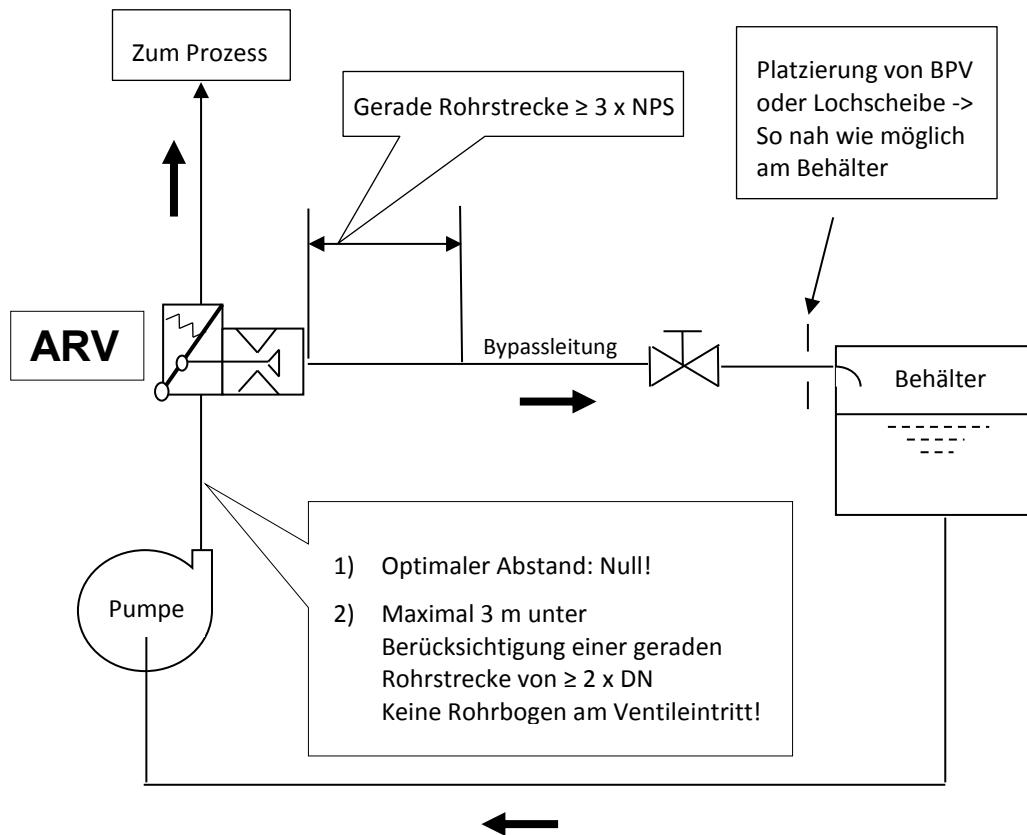 Zum Prozess
Gerade Rohrstrecke ≥ 3 x NPS
Platzierung von BPV
oder Lochscheibe ->
So nah wie möglich
am Behälter
ARV
Bypassleitung
Behälter
1) Optimaler Abstand: Null!
2) Maximal 3 m unter
Berücksichtigung einer geraden
Rohrstrecke von ≥ 2 x DN
Keine Rohrbogen am Ventileintritt!
Pumpe